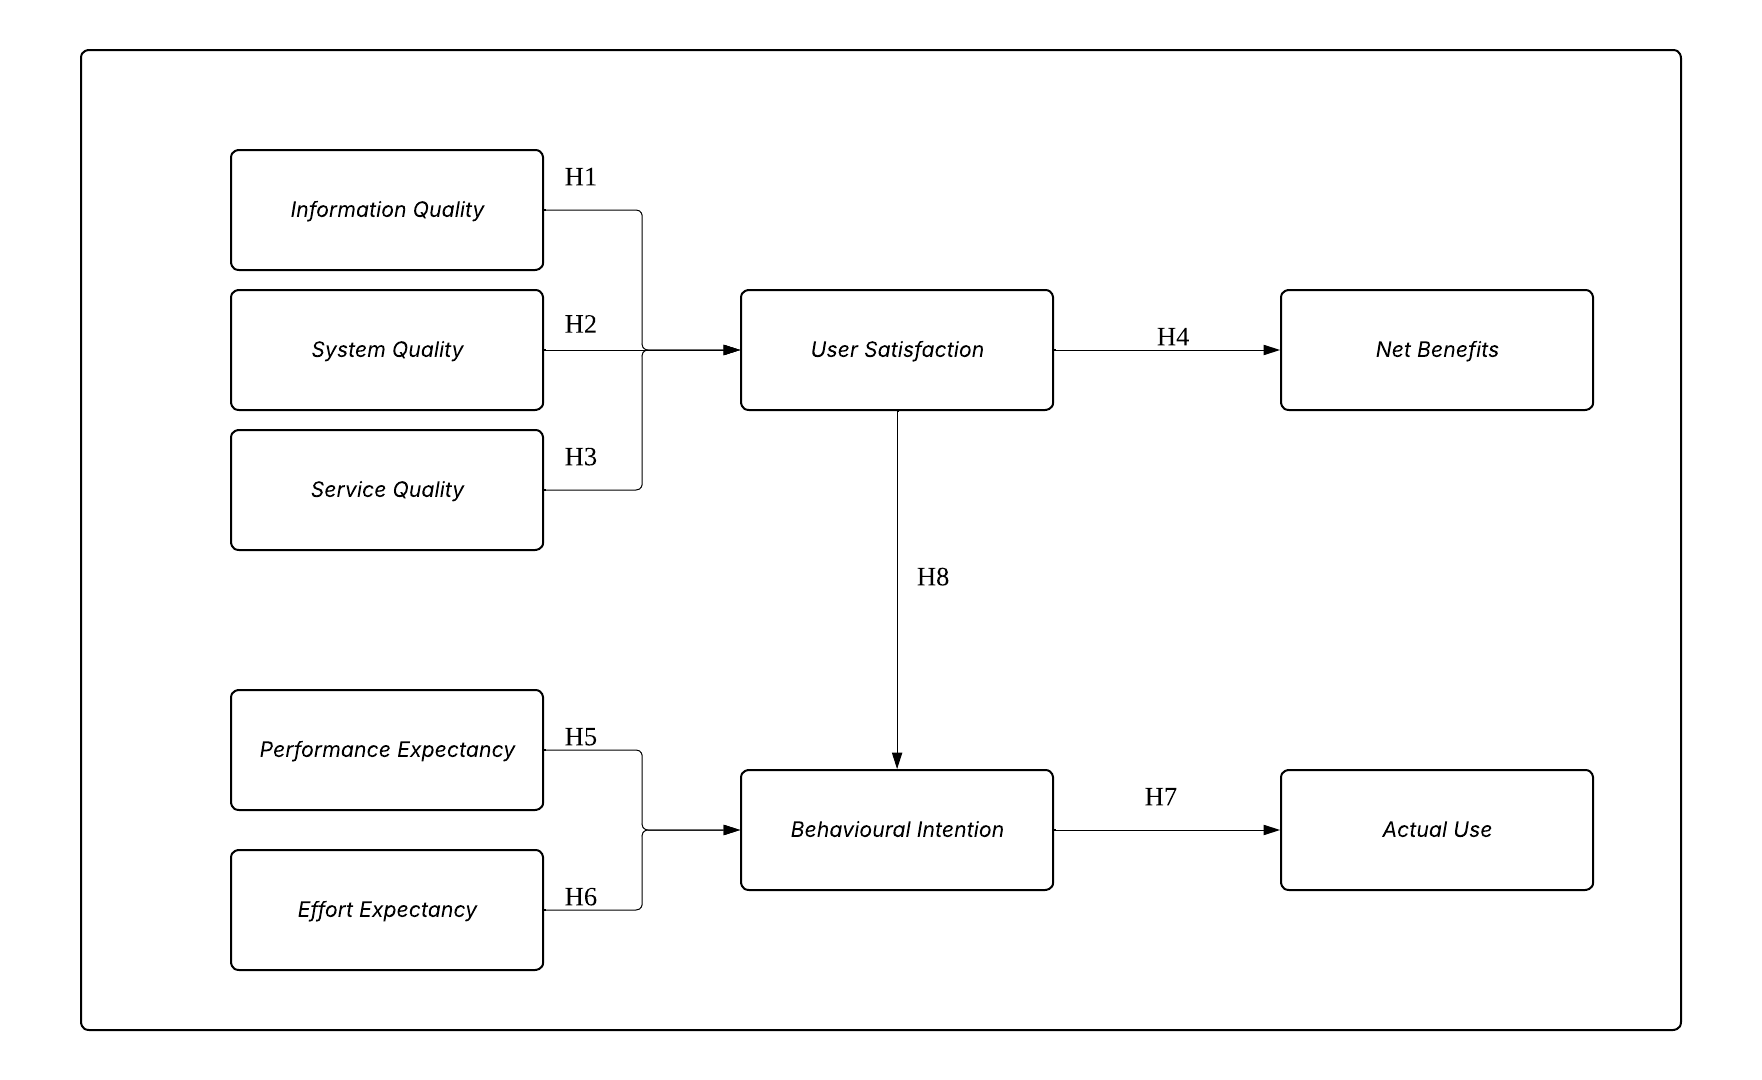 Information Quality
H1
System Quality
H2
Service Quality
H3
User Satisfaction
H4
Net Benefits
H8
Performance Expectancy
H5
Effort Expectancy
H6
Behavioural Intention
H7
Actual Use